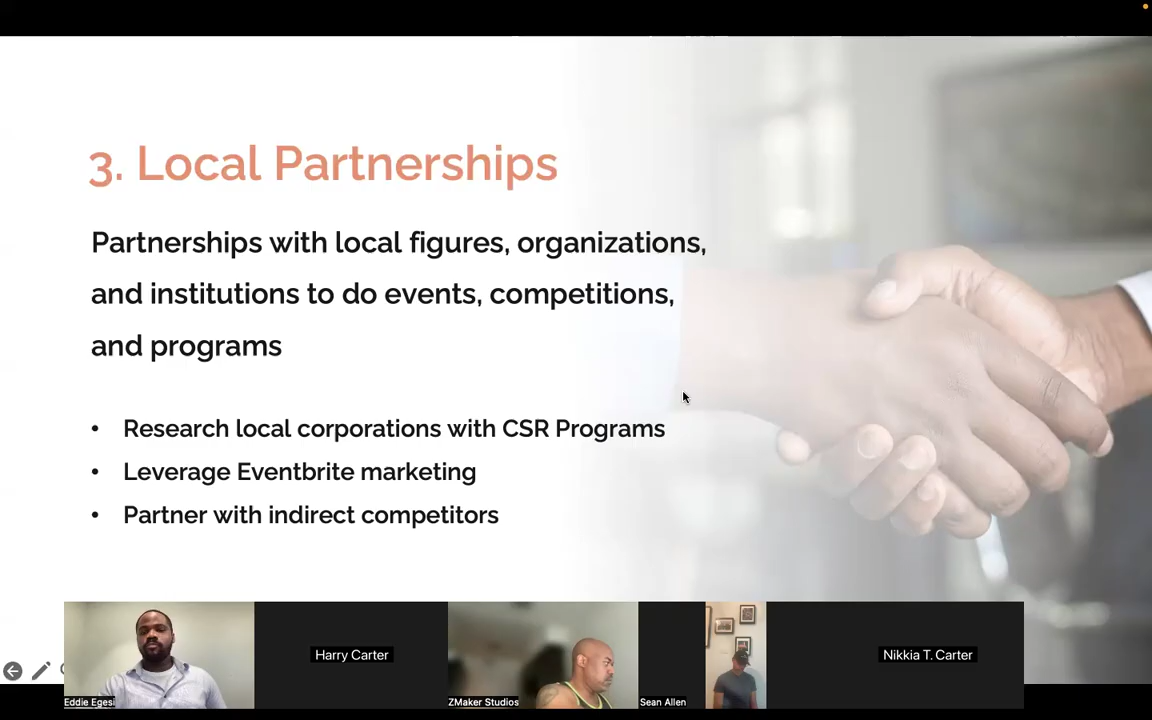 3. Local Partnerships
Partnerships with local figures, organizations,
and institutions to do events, competitions,
and programs
• Research local corporations with CSR Programs
• Leverage Eventbrite marketing
• Partner with indirect competitors
Eddie Egesi
Harry Carter
ZMaker Studios
Sean Allen
Nikkia T. Carter